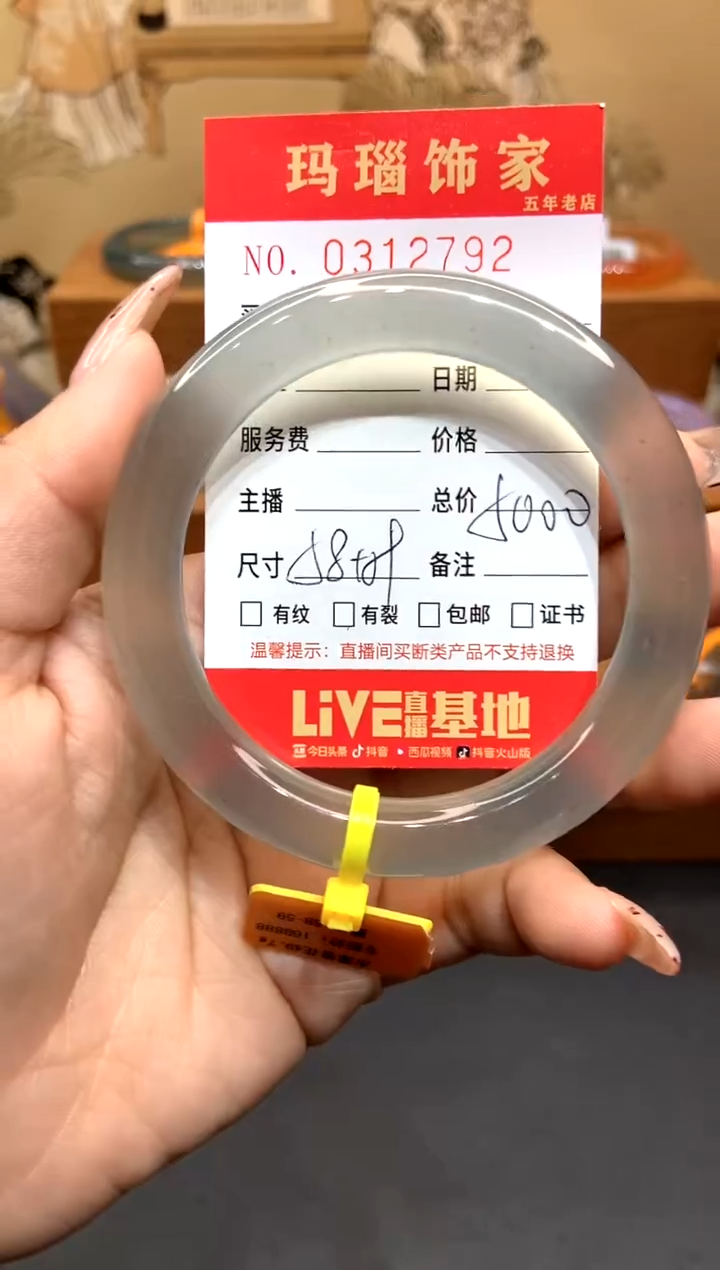 玛瑙饰家
五年老店
NO. 0312792
日期
服务费 价格
主播 总价 5000
尺寸 58 备注
有纹 有裂 包邮 证书
温馨提示：直播间买断类产品不支持退换
LiVE直播基地
今日头条 抖音 西瓜视频 抖音火山版